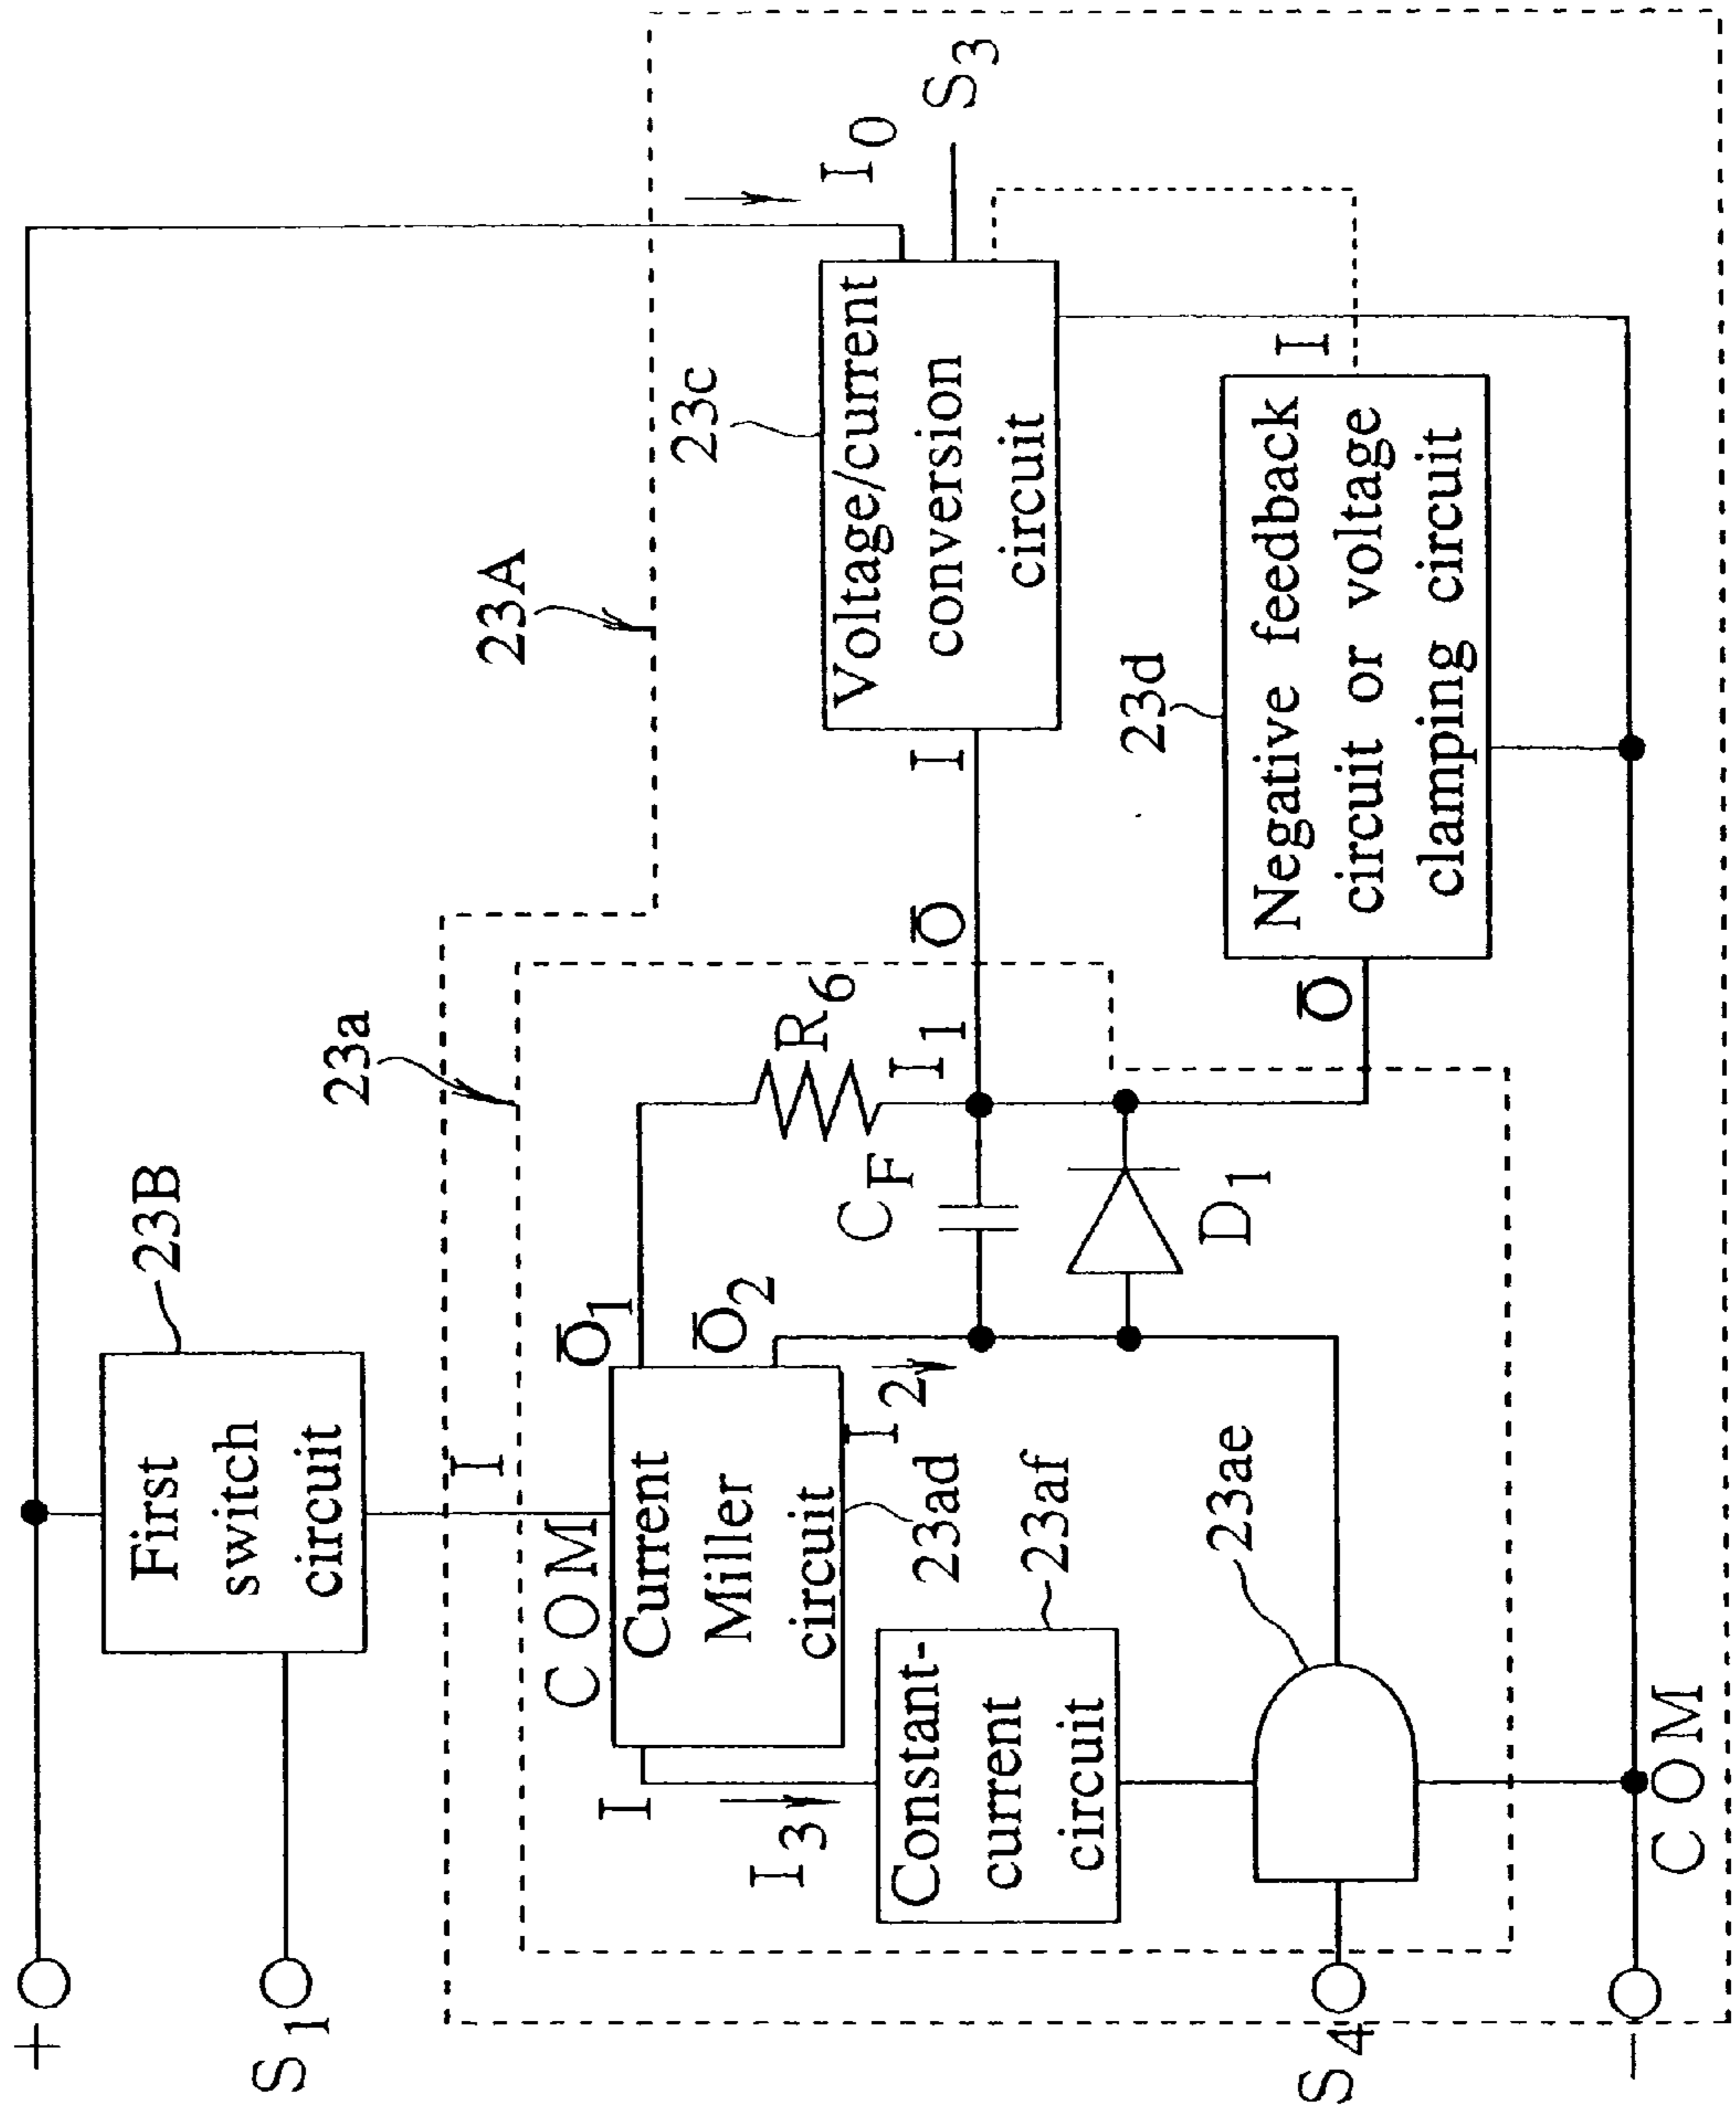 +
S1
First
switch
circuit
23B
23a
23A
I
COM
Current
Miller
circuit
O1
O2
I2
23ad
I
I3
Constant-
current
circuit
23af
23ae
R6
CF
D1
I1
O
I
Voltage/current
conversion
circuit
23c
I0
S3
O
Negative feedback
circuit or voltage
clamping circuit
23d
I
S4
COM
−